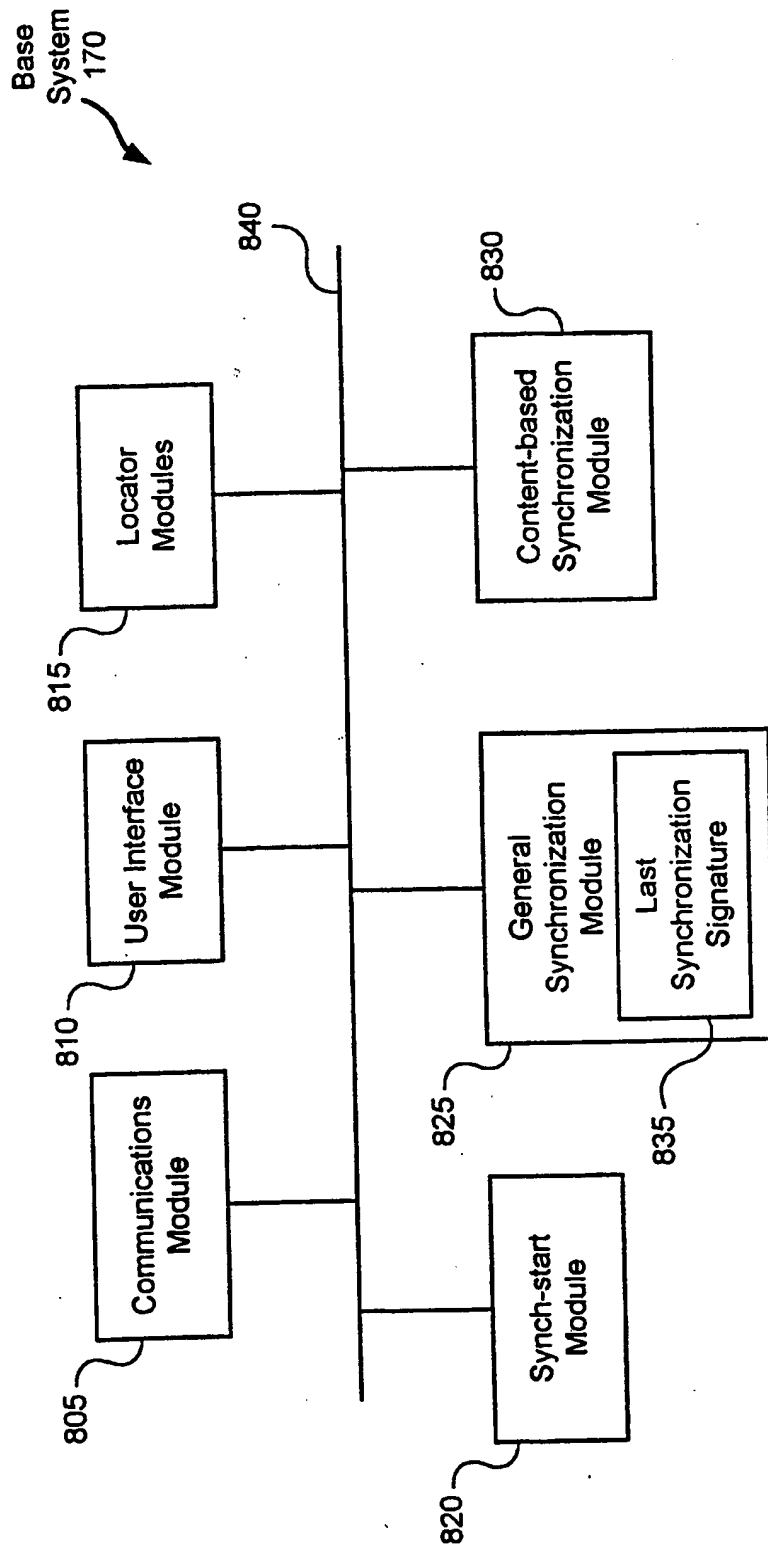 Base
System
170
805
Communications
Module
810
User Interface
Module
815
Locator
Modules
840
820
Synch-start
Module
825
General
Synchronization
Module
835
Last
Synchronization
Signature
830
Content-based
Synchronization
Module